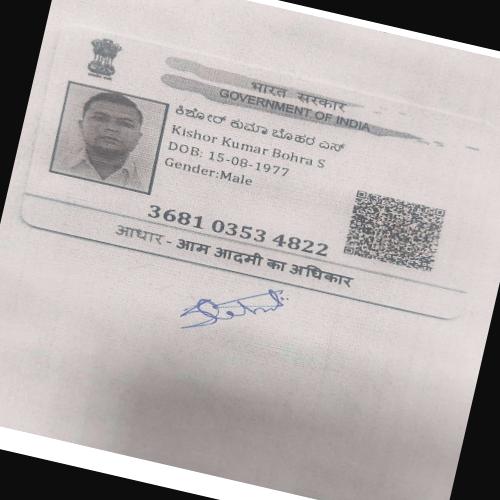 भारत सरकार
GOVERNMENT OF INDIA
ಕಿಶೋರ್ ಕುಮಾರ್ ಬೊಹರ ಎಸ್
Kishor Kumar Bohra S
DOB: 15-08-1977
Gender:Male
3681 0353 4822
आधार - आम आदमी का अधिकार